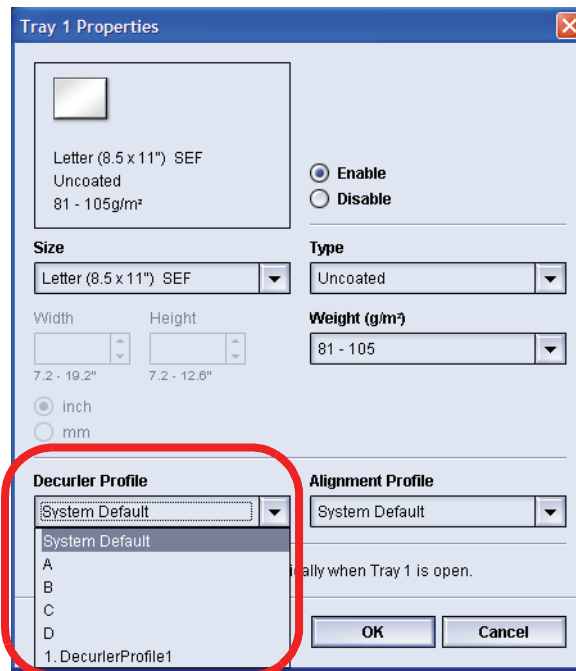 Tray 1 Properties
Letter (8.5 x 11") SEF
Uncoated
81 - 105g/m²
Enable
Disable
Size
Type
Letter (8.5 x 11") SEF
Uncoated
Width
Height
Weight (g/m²)
81 - 105
7.2 - 19.2"
7.2 - 12.6"
inch
mm
Decurler Profile
Alignment Profile
System Default
System Default
System Default
A
ically when Tray 1 is open.
B
C
D
1. DecurlerProfile1
OK
Cancel